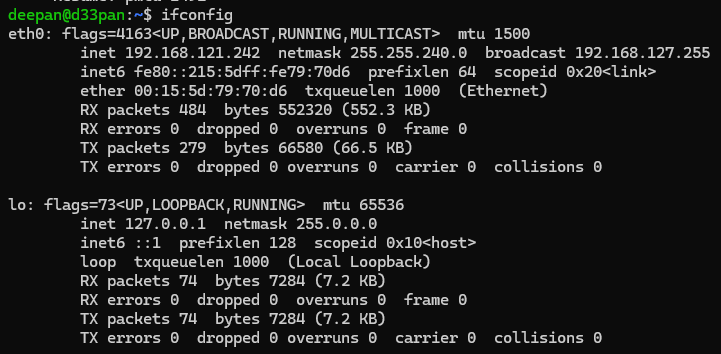 deepan@d33pan:~$ ifconfig
eth0: flags=4163<UP,BROADCAST,RUNNING,MULTICAST>  mtu 1500
        inet 192.168.121.242  netmask 255.255.240.0  broadcast 192.168.127.255
        inet6 fe80::215:5dff:fe79:70d6  prefixlen 64  scopeid 0x20<link>
        ether 00:15:5d:79:70:d6  txqueuelen 1000  (Ethernet)
        RX packets 484  bytes 552320 (552.3 KB)
        RX errors 0  dropped 0  overruns 0  frame 0
        TX packets 279  bytes 66580 (66.5 KB)
        TX errors 0  dropped 0 overruns 0  carrier 0  collisions 0

lo: flags=73<UP,LOOPBACK,RUNNING>  mtu 65536
        inet 127.0.0.1  netmask 255.0.0.0
        inet6 ::1  prefixlen 128  scopeid 0x10<host>
        loop  txqueuelen 1000  (Local Loopback)
        RX packets 74  bytes 7284 (7.2 KB)
        RX errors 0  dropped 0  overruns 0  frame 0
        TX packets 74  bytes 7284 (7.2 KB)
        TX errors 0  dropped 0 overruns 0  carrier 0  collisions 0